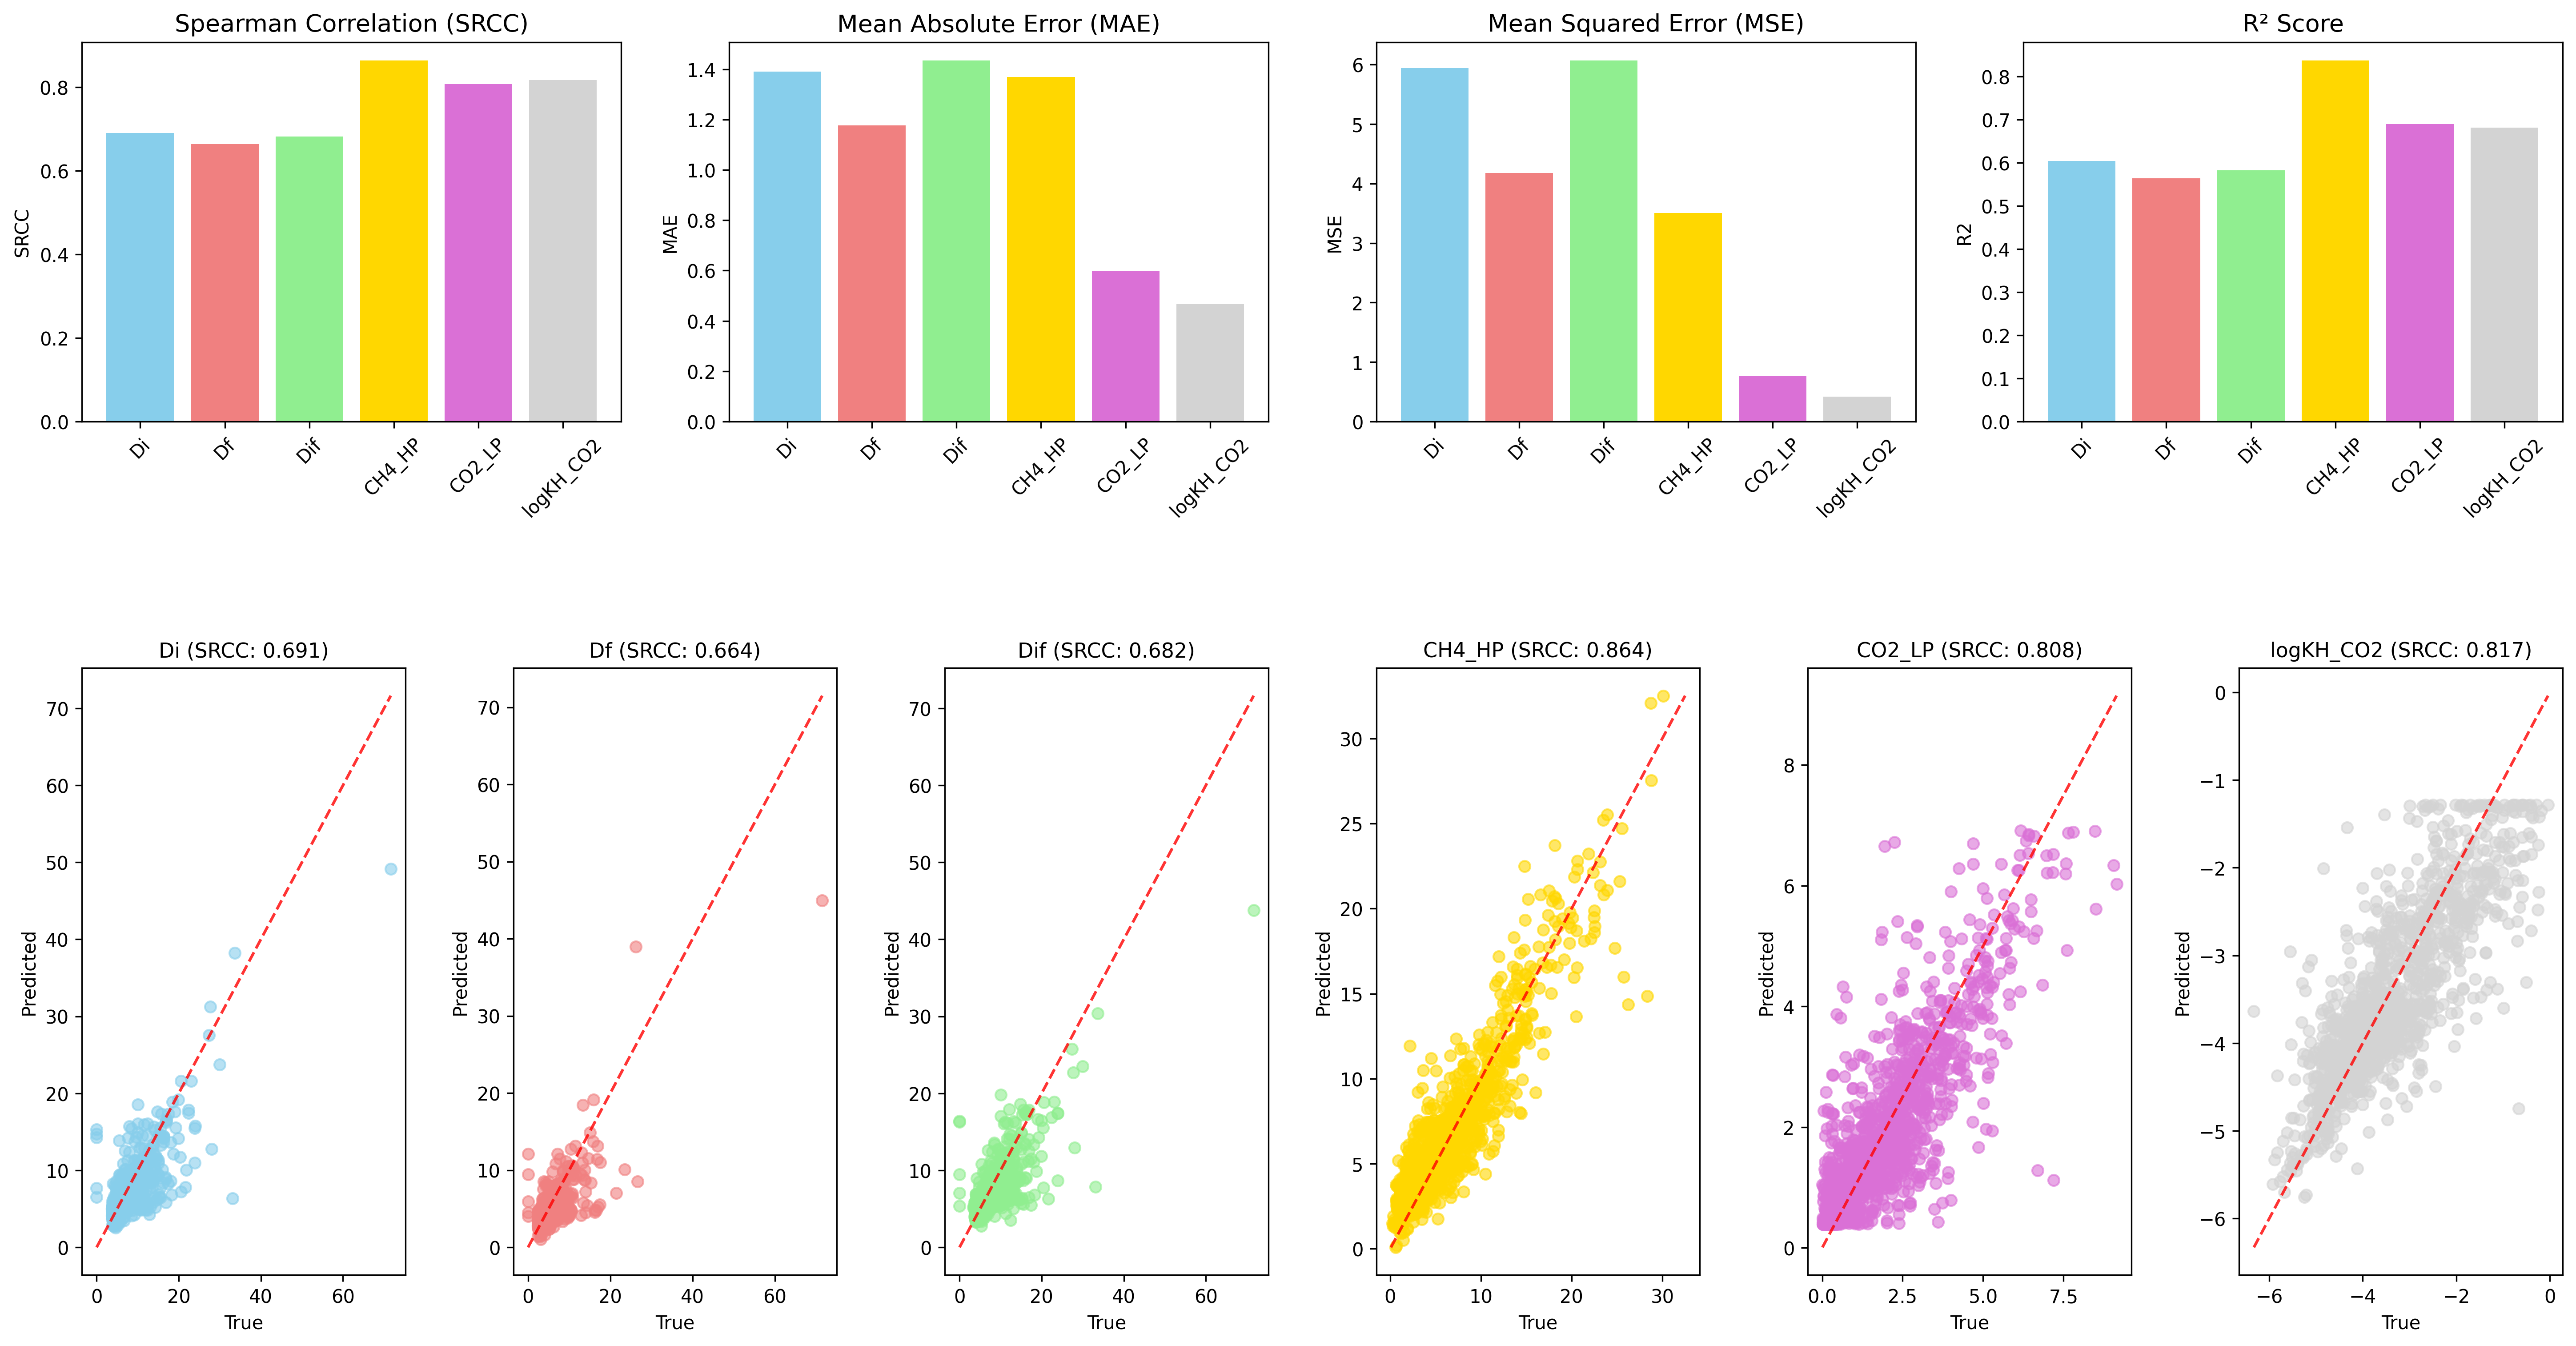 Spearman Correlation (SRCC)
SRCC
0.8
0.6
0.4
0.2
0.0
Di
Df
Dif
CH4_HP
CO2_LP
logKH_CO2
Mean Absolute Error (MAE)
MAE
1.4
1.2
1.0
0.8
0.6
0.4
0.2
0.0
Di
Df
Dif
CH4_HP
CO2_LP
logKH_CO2
Mean Squared Error (MSE)
MSE
6
5
4
3
2
1
0
Di
Df
Dif
CH4_HP
CO2_LP
logKH_CO2
R² Score
R2
0.8
0.7
0.6
0.5
0.4
0.3
0.2
0.1
0.0
Di
Df
Dif
CH4_HP
CO2_LP
logKH_CO2
Di (SRCC: 0.691)
Predicted
70
60
50
40
30
20
10
0
0 20 40 60
True
Df (SRCC: 0.664)
Predicted
70
60
50
40
30
20
10
0
0 20 40 60
True
Dif (SRCC: 0.682)
Predicted
70
60
50
40
30
20
10
0
0 20 40 60
True
CH4_HP (SRCC: 0.864)
Predicted
30
25
20
15
10
5
0
0 10 20 30
True
CO2_LP (SRCC: 0.808)
Predicted
8
6
4
2
0
0.0 2.5 5.0 7.5
True
logKH_CO2 (SRCC: 0.817)
Predicted
0
−1
−2
−3
−4
−5
−6
−6 −4 −2 0
True